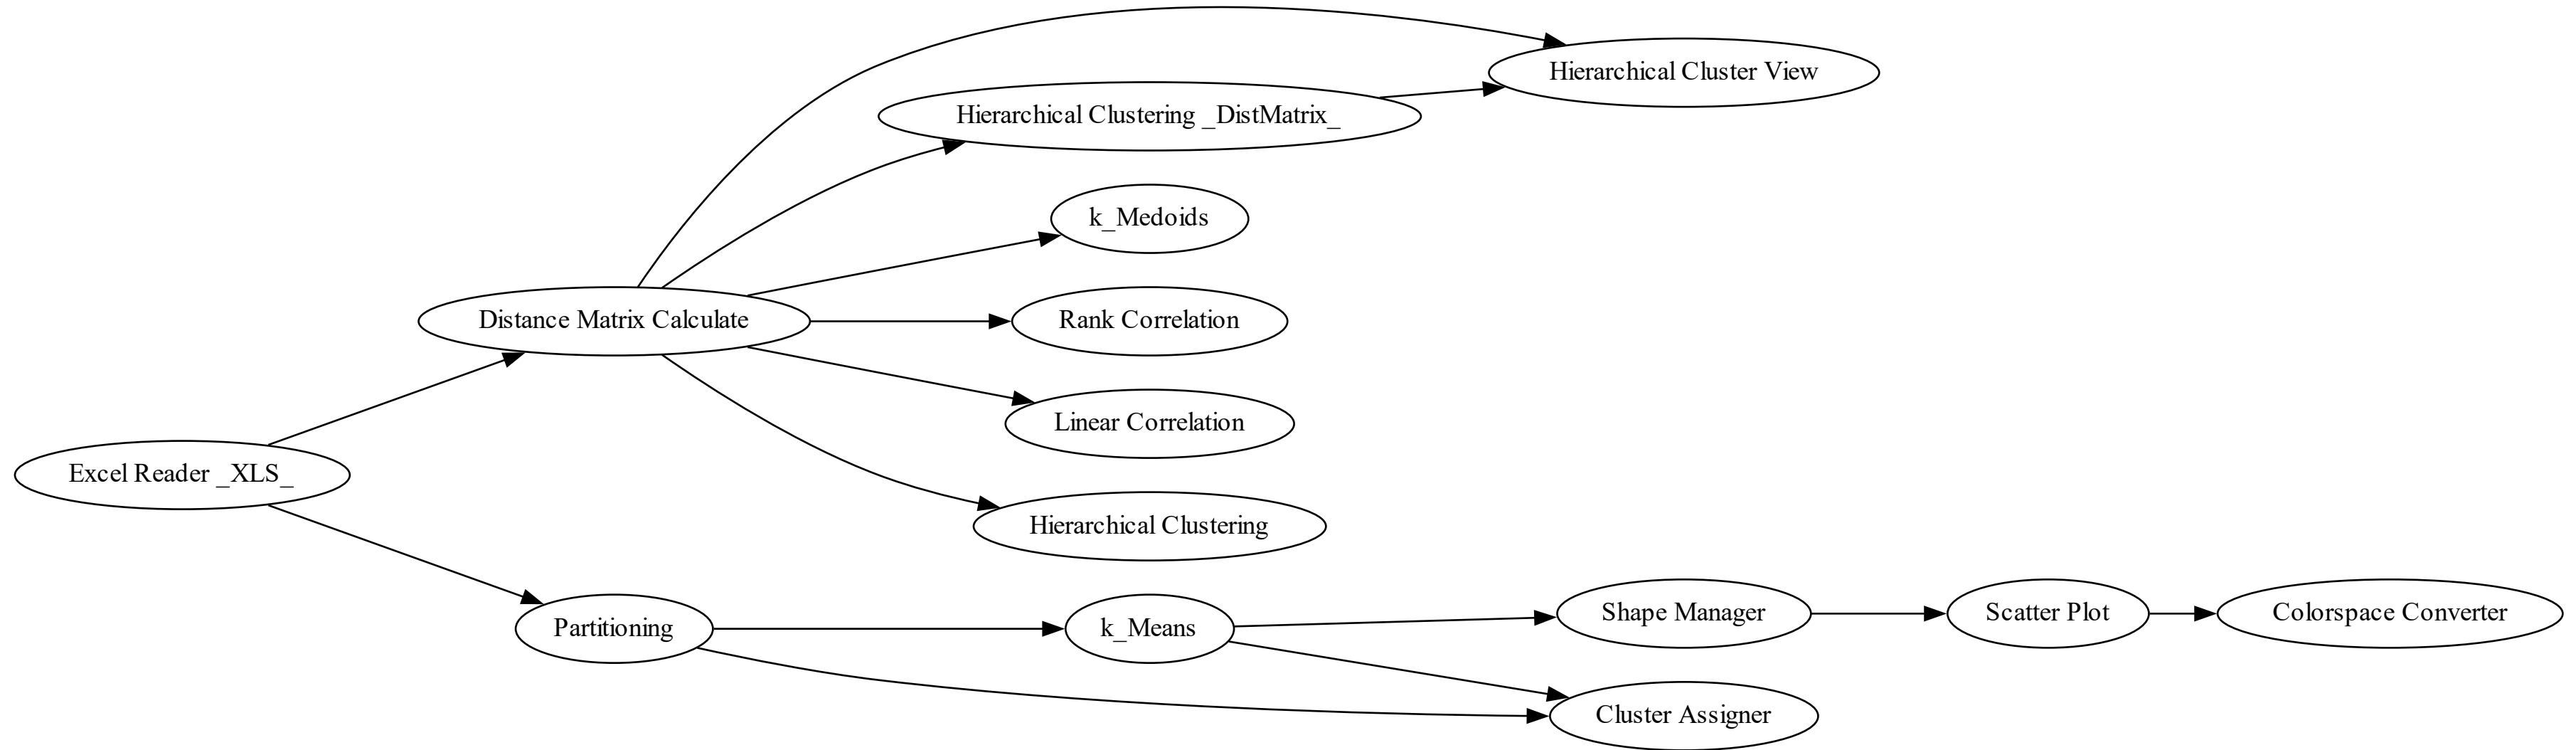 Hierarchical Cluster View
Hierarchical Clustering _DistMatrix_
k_Medoids
Distance Matrix Calculate
Rank Correlation
Linear Correlation
Excel Reader _XLS_
Hierarchical Clustering
Partitioning
k_Means
Shape Manager
Scatter Plot
Colorspace Converter
Cluster Assigner